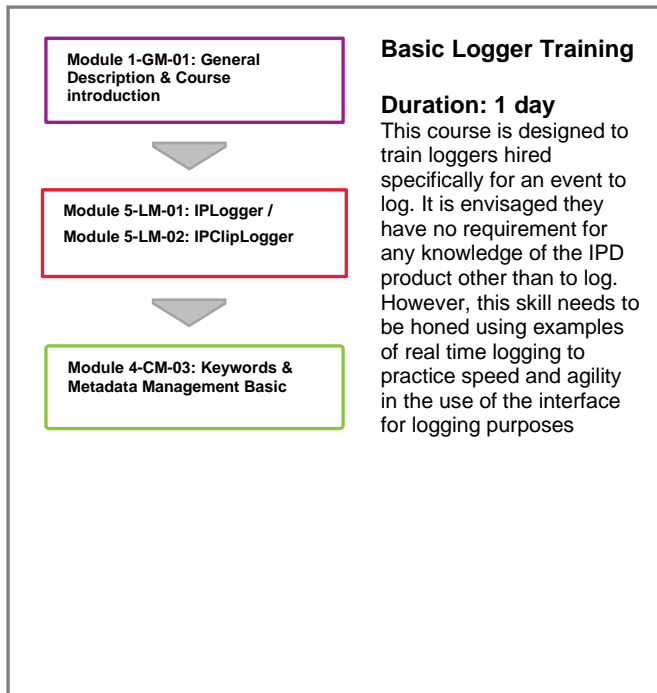 Module 1-GM-01: General
Description & Course
introduction
Module 5-LM-01: IPLogger /
Module 5-LM-02: IPClipLogger
Module 4-CM-03: Keywords &
Metadata Management Basic
Basic Logger Training
Duration: 1 day
This course is designed to
train loggers hired
specifically for an event to
log. It is envisaged they
have no requirement for
any knowledge of the IPD
product other than to log.
However, this skill needs to
be honed using examples
of real time logging to
practice speed and agility
in the use of the interface
for logging purposes